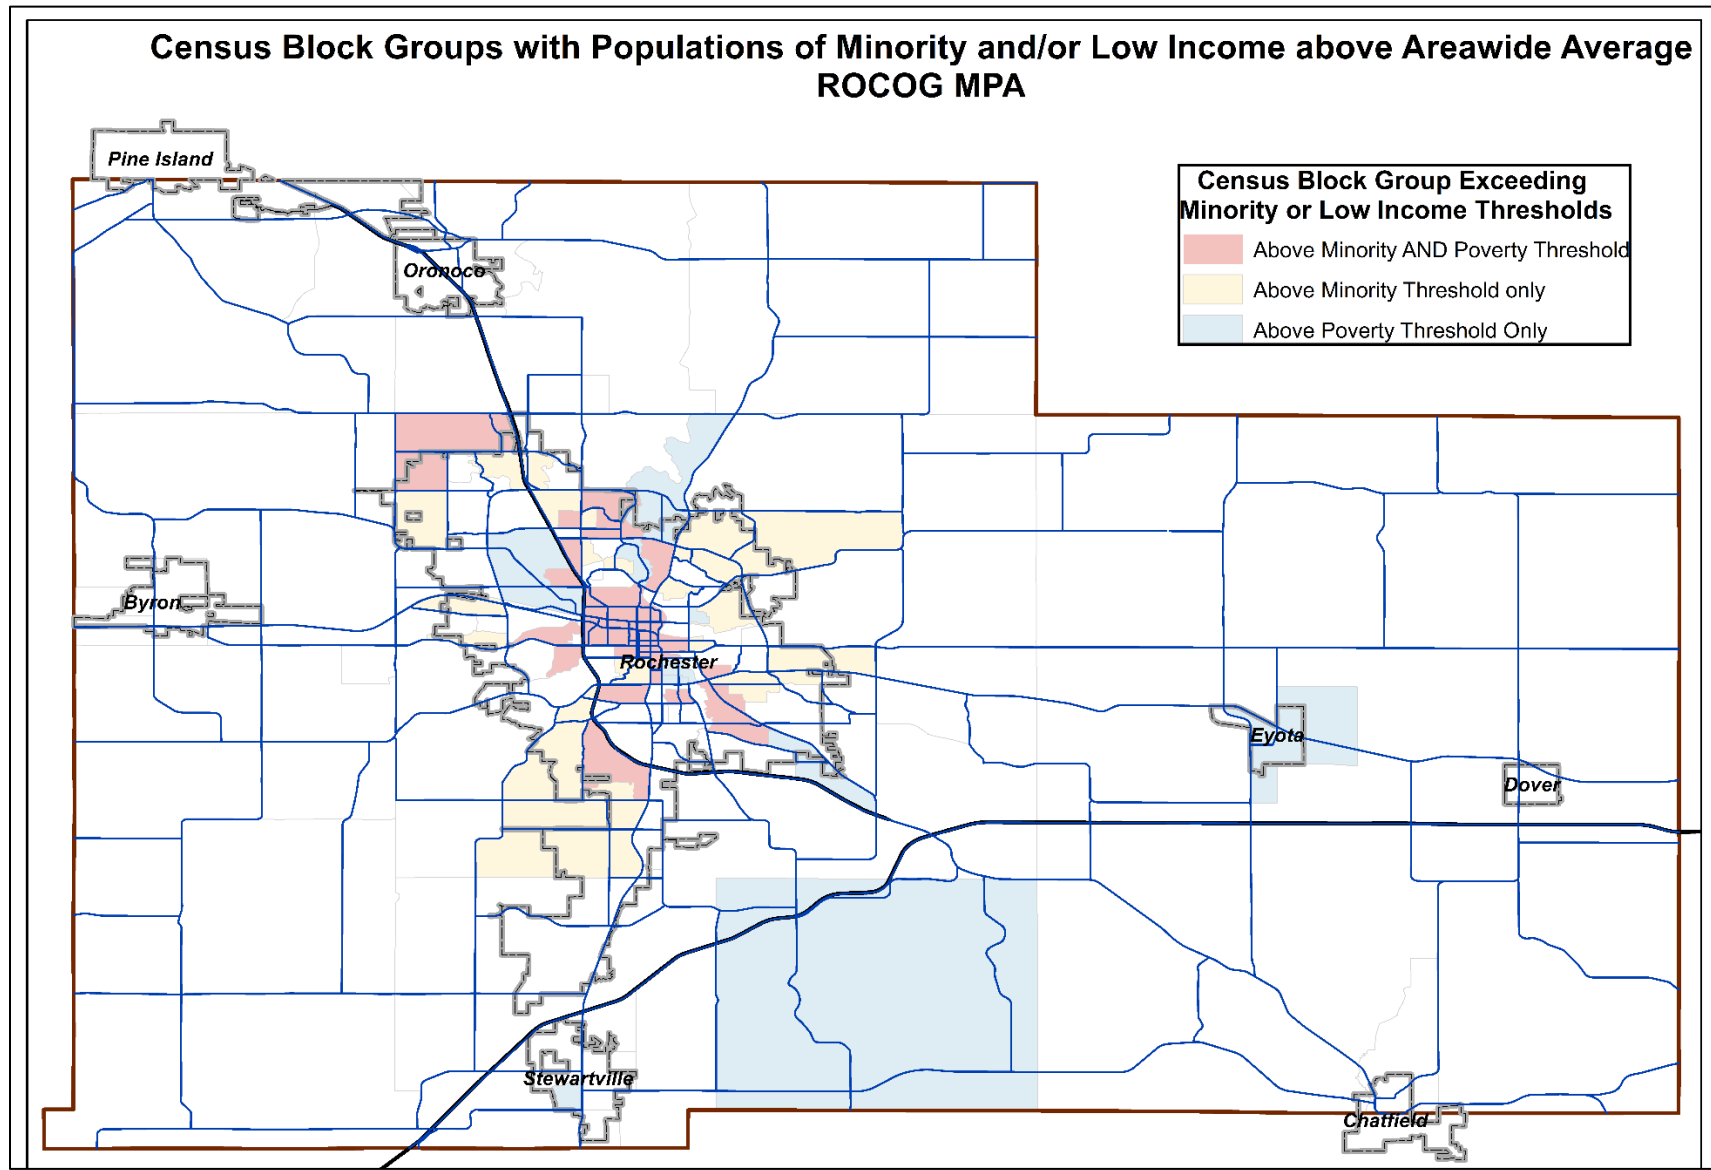 Census Block Groups with Populations of Minority and/or Low Income above Areawide Average
ROCOG MPA
Pine Island
Census Block Group Exceeding
Minority or Low Income Thresholds
Above Minority AND Poverty Threshold
Above Minority Threshold only
Above Poverty Threshold Only
Oronoco
Byron
Rochester
Eyota
Dover
Stewartville
Chatfield